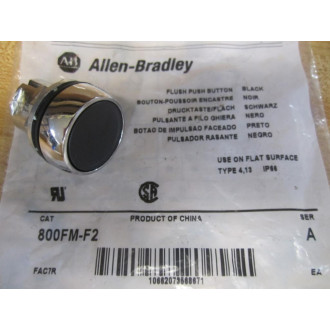 AB Allen-Bradley
FLUSH PUSH BUTTON BLACK
BOUTON-POUSSOIR ENCASTRE NOIR
DRUCKTASTE/FLACH SCHWARZ
PULSANTE A FILO GHIERA NERO
BOTAO DE IMPULSAO FACEADO PRETO
PULSADOR RASANTE NEGRO
USE ON FLAT SURFACE
TYPE 4,13 IP66
CAT PRODUCT OF CHINA SER
800FM-F2 A
FACTR EA